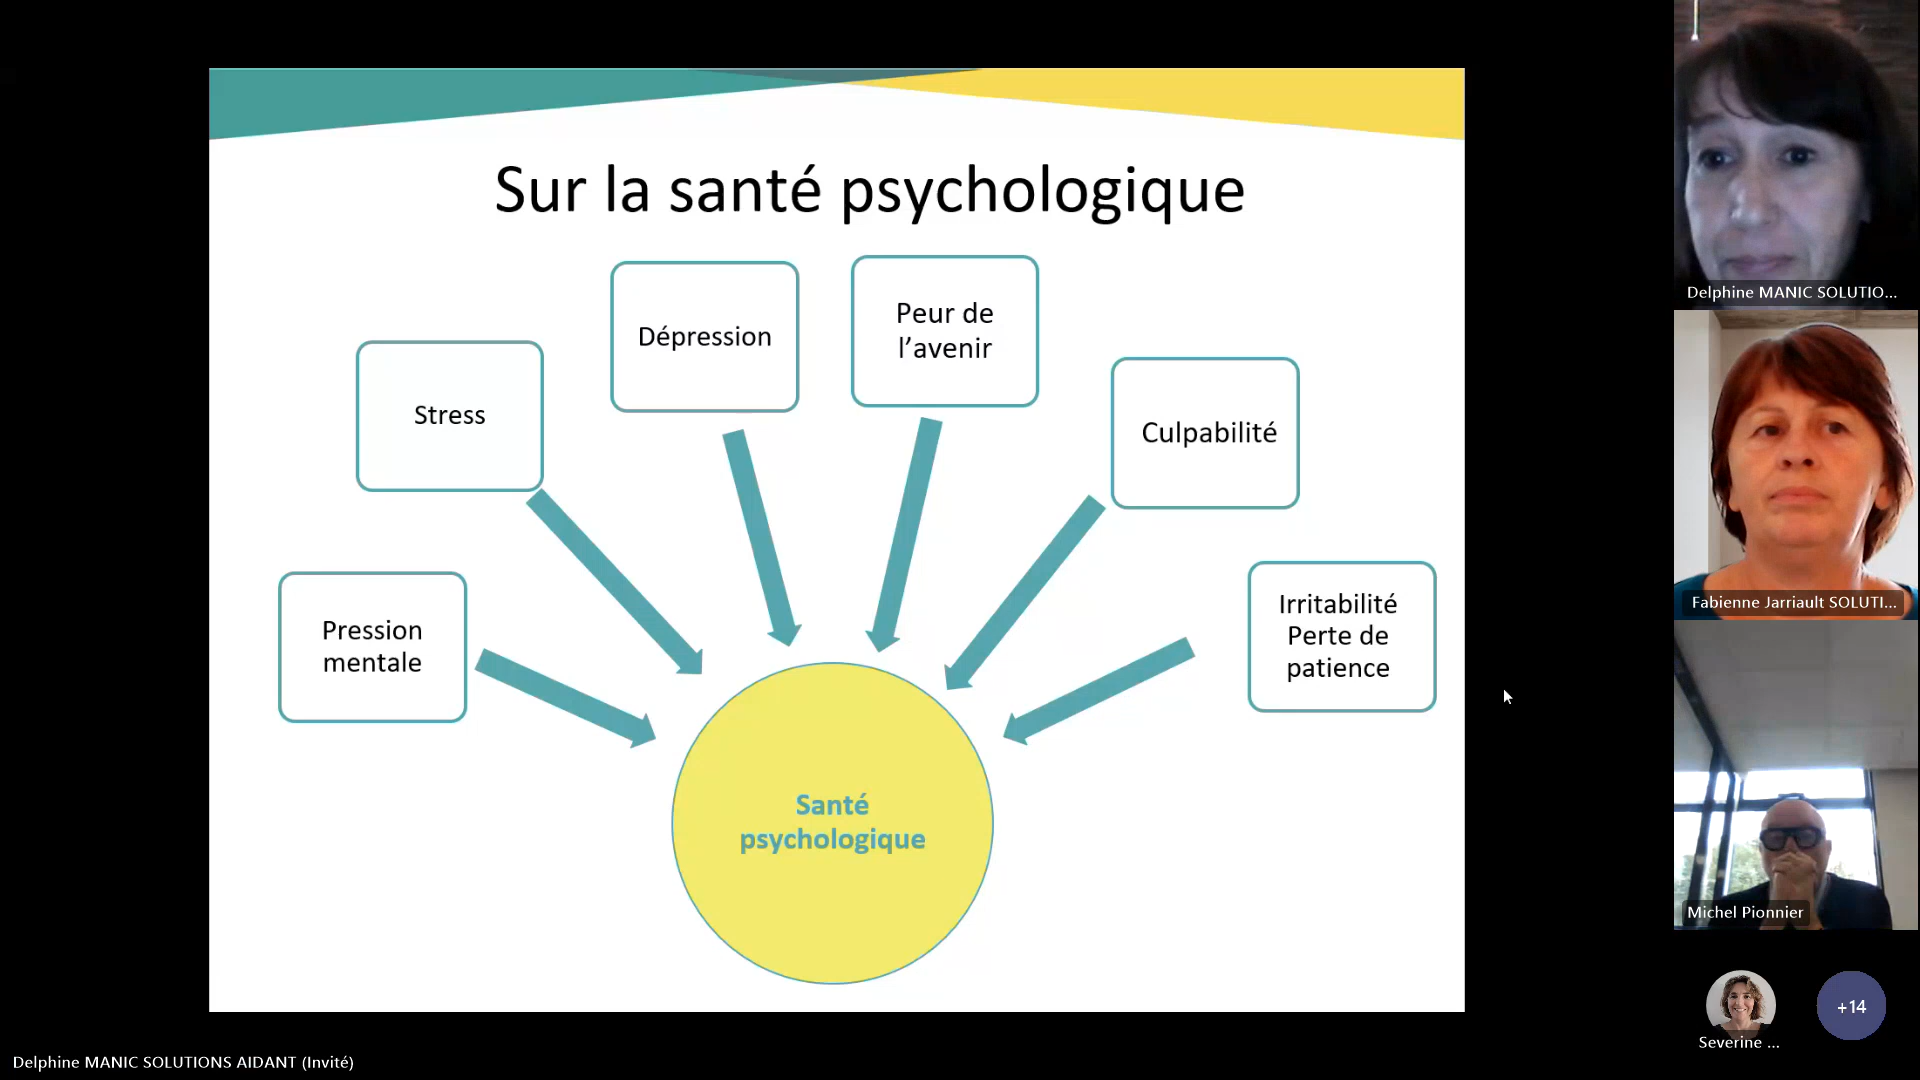 Sur la santé psychologique
Dépression
Peur de
l’avenir
Stress
Culpabilité
Pression
mentale
Irritabilité
Perte de
patience
Santé
psychologique
Delphine MANIC SOLUTIO...
Fabienne Jarriault SOLUTI...
Michel Pionnier
Severine ...
+14
Delphine MANIC SOLUTIONS AIDANT (Invité)